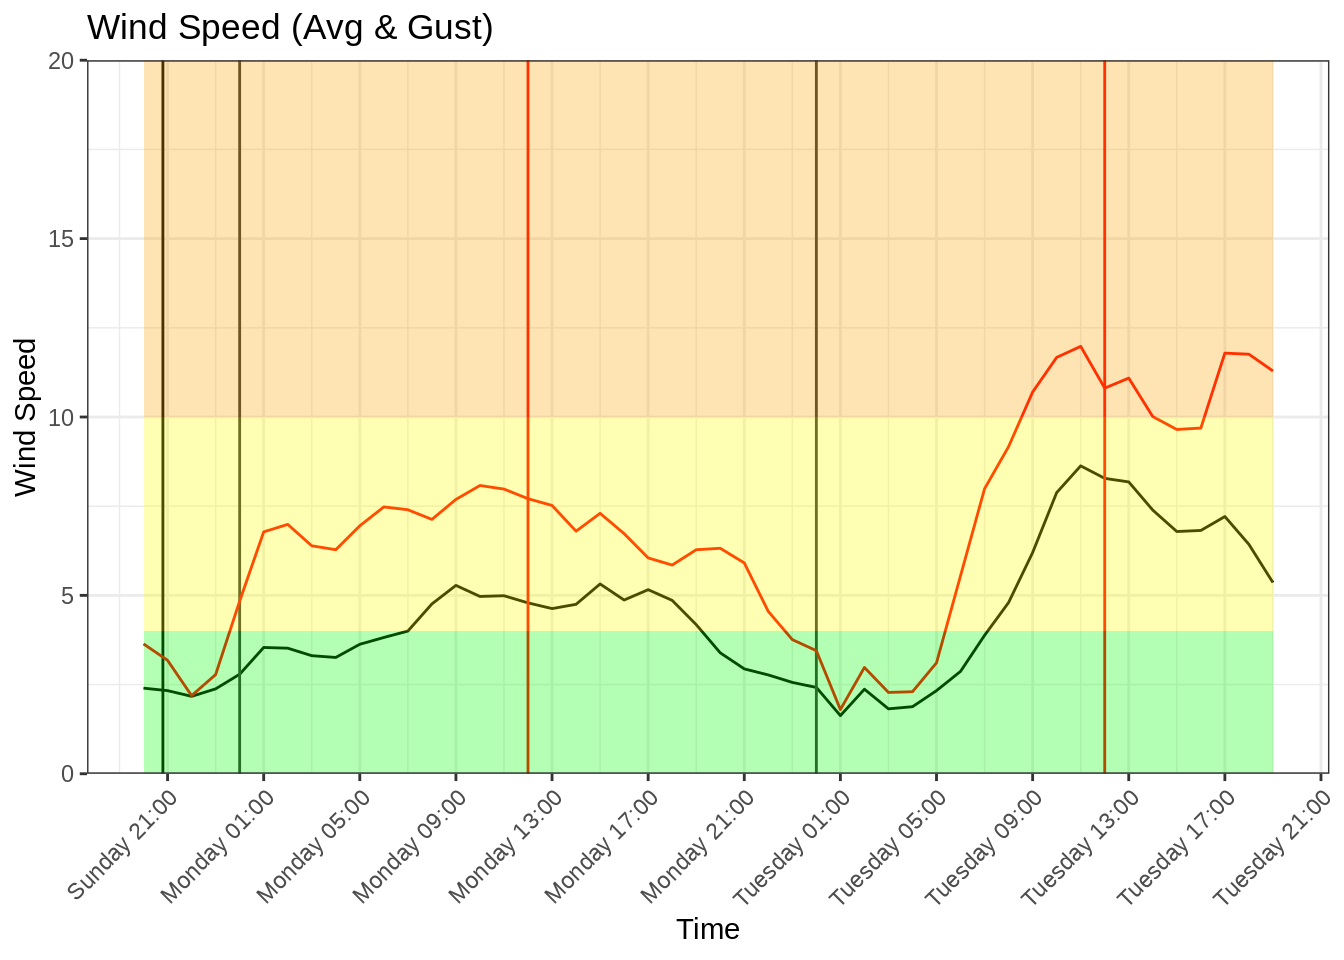 Wind Speed (Avg & Gust)
20
15
10
5
0
Wind Speed
Sunday 21:00
Monday 01:00
Monday 05:00
Monday 09:00
Monday 13:00
Monday 17:00
Monday 21:00
Tuesday 01:00
Tuesday 05:00
Tuesday 09:00
Tuesday 13:00
Tuesday 17:00
Tuesday 21:00
Time